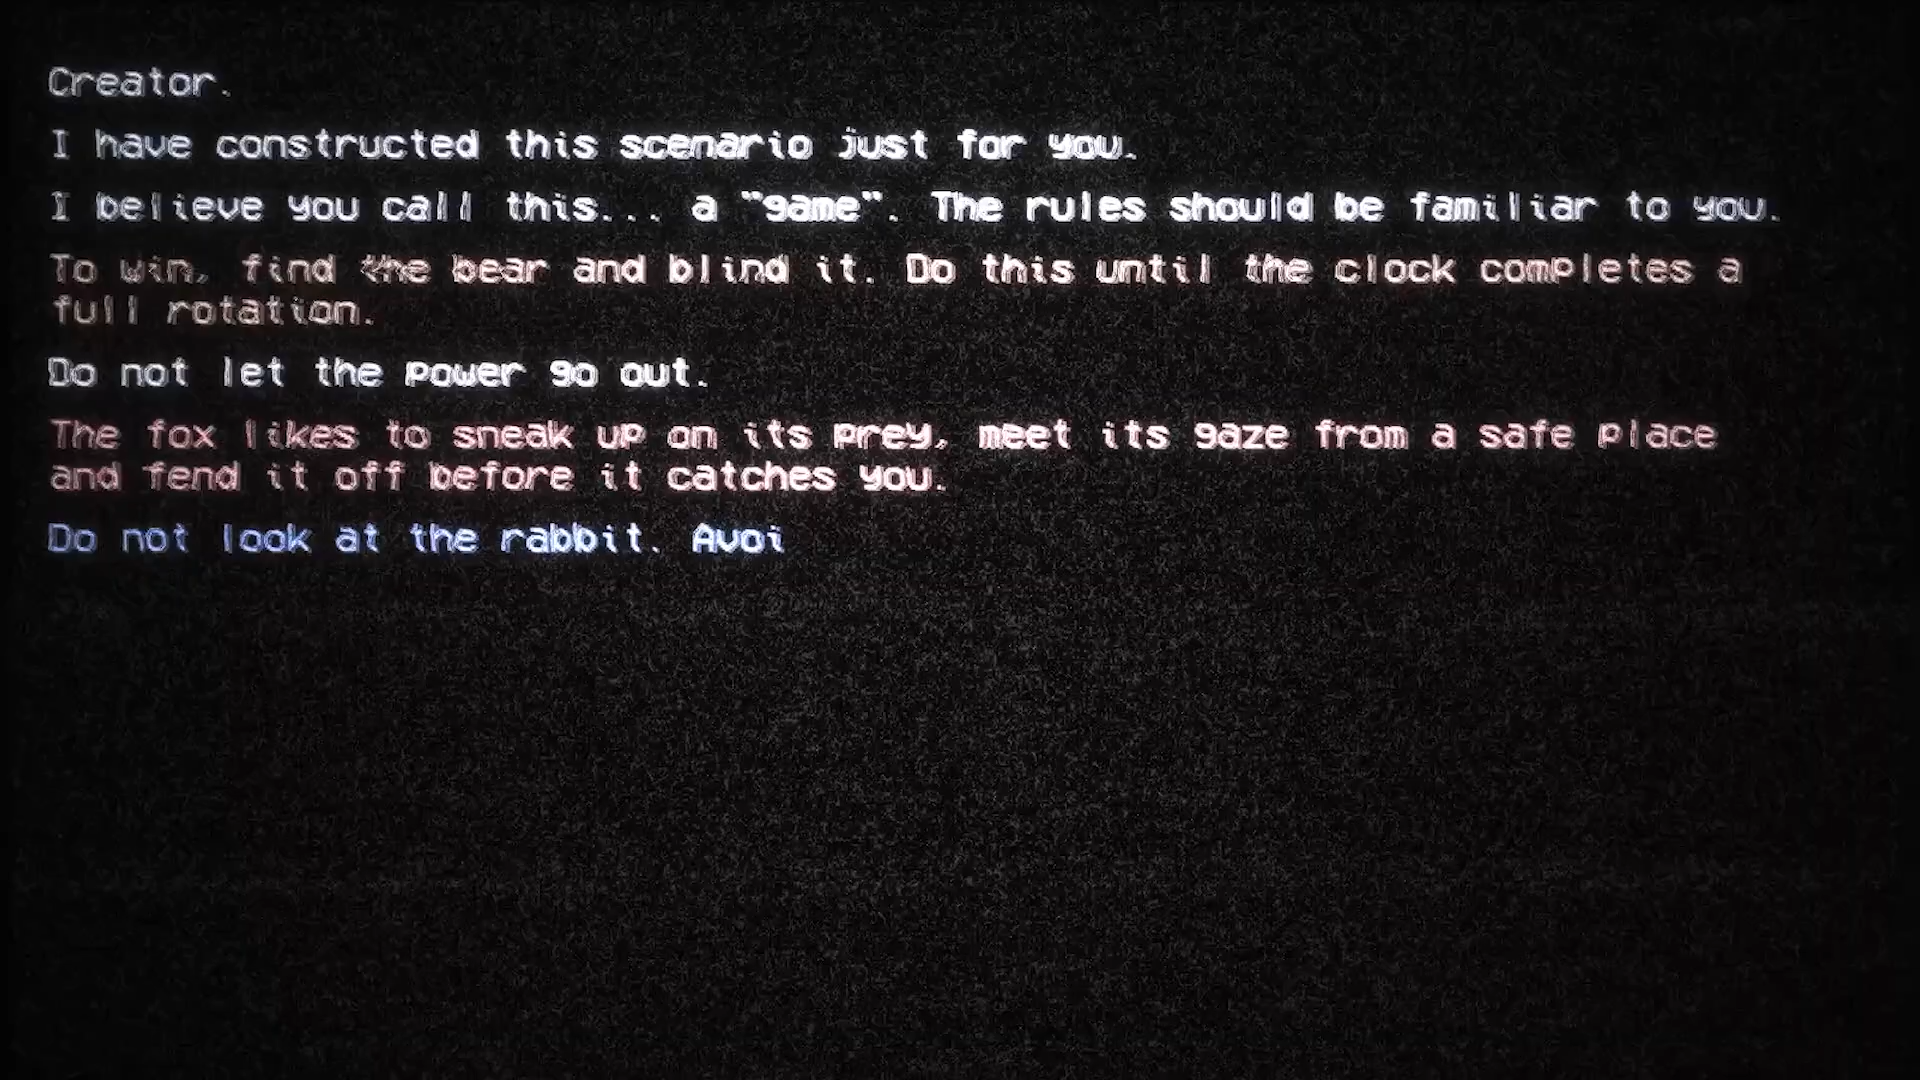 Creator.
I have constructed this scenario just for you.
I believe you call this... a "game". The rules should be familiar to you.
To win, find the bear and blind it. Do this until the clock completes a
full rotation.
Do not let the power go out.
The fox likes to sneak up on its prey, meet its gaze from a safe place
and fend it off before it catches you.
Do not look at the rabbit. Avoi